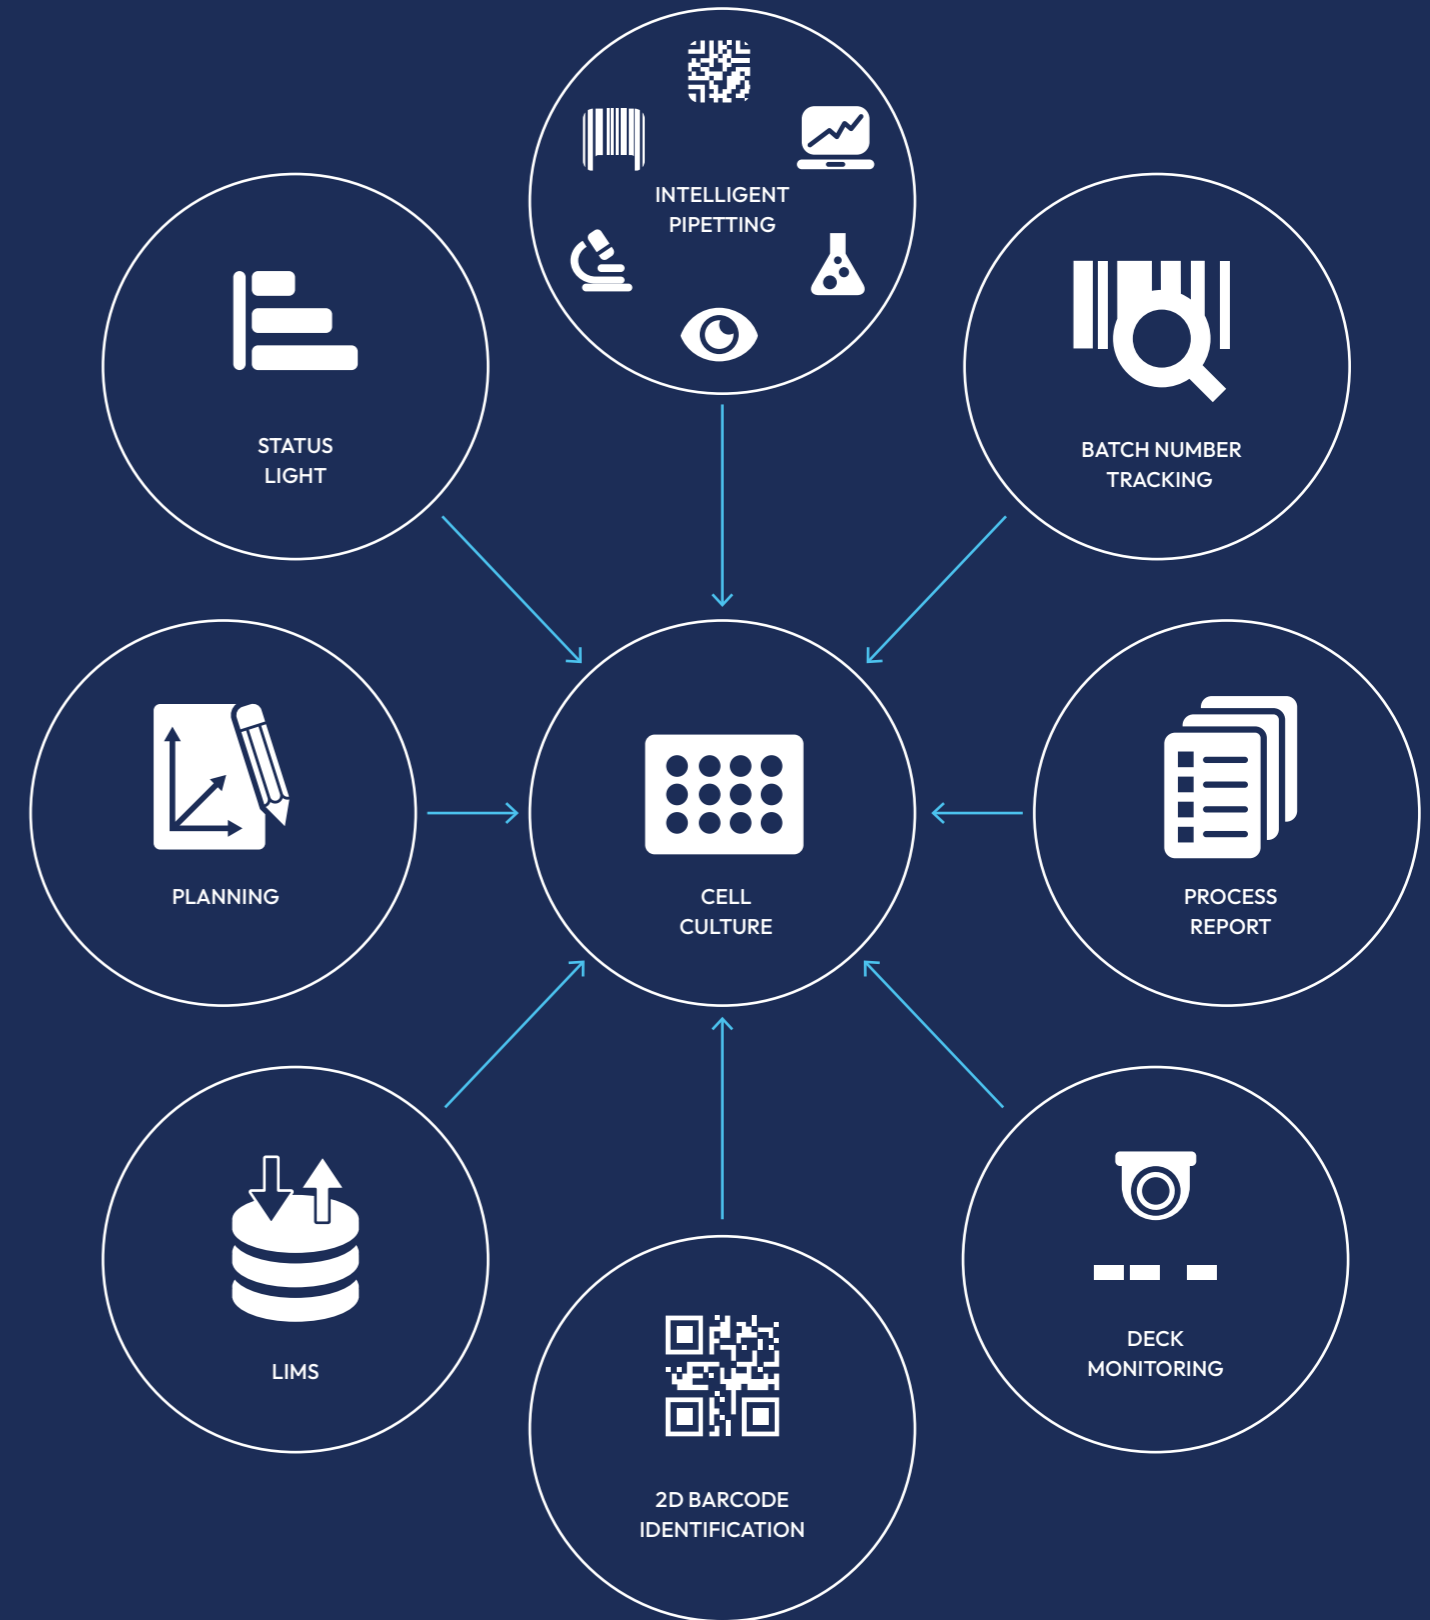 INTELLIGENT
PIPETTING
STATUS
LIGHT
BATCH NUMBER
TRACKING
PLANNING
CELL
CULTURE
PROCESS
REPORT
LIMS
DECK
MONITORING
2D BARCODE
IDENTIFICATION